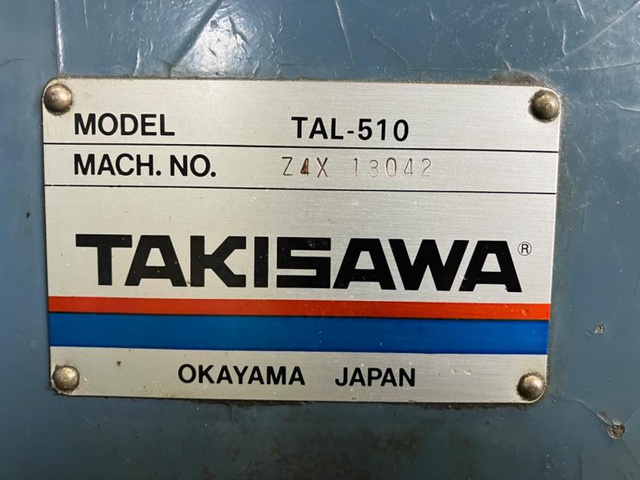 MODEL TAL-510
MACH. NO. Z4X 13042
TAKISAWA®
OKAYAMA JAPAN